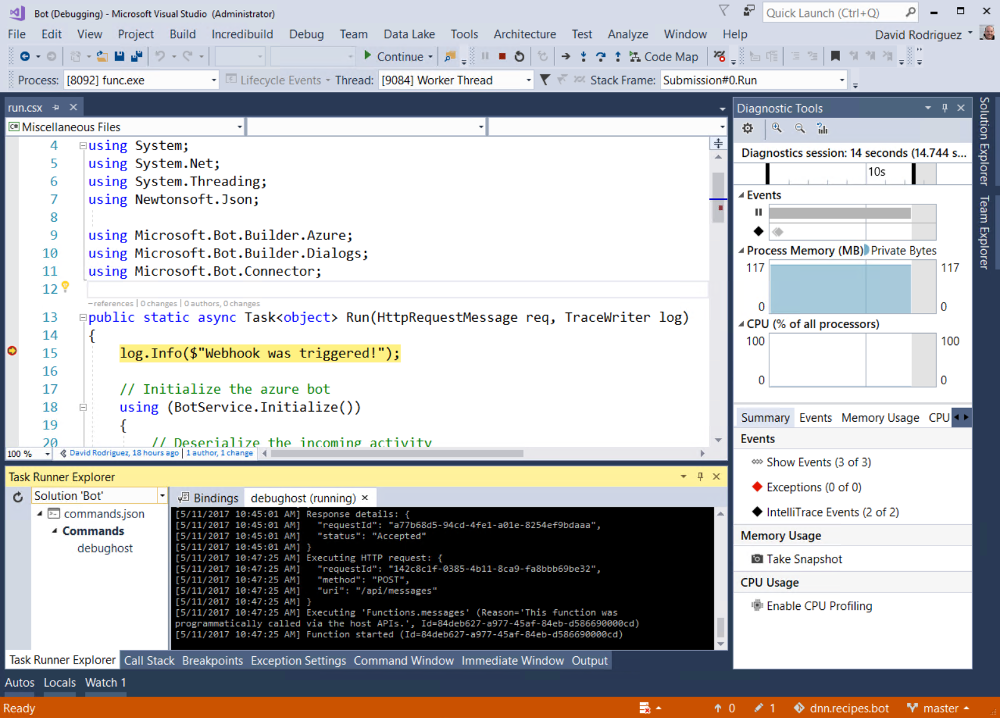 Bot (Debugging) - Microsoft Visual Studio (Administrator)
Quick Launch (Ctrl+Q)
File Edit View Project Build Incredibuild Debug Team Data Lake Tools Architecture Test Analyze Window Help
David Rodriguez
Continue
Code Map
Process: [8092] func.exe
Lifecycle Events
Thread: [9084] Worker Thread
Stack Frame: Submission#0.Run
run.csx
C# Miscellaneous Files
4 using System;
5 using System.Net;
6 using System.Threading;
7 using Newtonsoft.Json;
8
9 using Microsoft.Bot.Builder.Azure;
10 using Microsoft.Bot.Builder.Dialogs;
11 using Microsoft.Bot.Connector;
12
– references | 0 changes | 0 authors, 0 changes
13 public static async Task<object> Run(HttpRequestMessage req, TraceWriter log)
14 {
15 log.Info($"Webhook was triggered!");
16
17 // Initialize the azure bot
18 using (BotService.Initialize())
19 {
20 // Deserialize the incoming activity
100 %
David Rodriguez, 18 hours ago | 1 author, 1 change
Task Runner Explorer
Solution 'Bot'
commands.json
Commands
debughost
Bindings
debughost (running)
[5/11/2017 10:45:01 AM] Response details: {
[5/11/2017 10:45:01 AM] "requestId": "a77b68d5-94cd-4fe1-a01e-8254ef9bdaaa",
[5/11/2017 10:45:01 AM] "status": "Accepted"
[5/11/2017 10:45:01 AM] }
[5/11/2017 10:47:25 AM] Executing HTTP request: {
[5/11/2017 10:47:25 AM] "requestId": "142c8c1f-0385-4b11-8ca9-fa8bbb69be32",
[5/11/2017 10:47:25 AM] "method": "POST",
[5/11/2017 10:47:25 AM] "uri": "/api/messages"
[5/11/2017 10:47:25 AM] }
[5/11/2017 10:47:25 AM] Executing 'Functions.messages' (Reason='This function was
programmatically called via the host APIs.', Id=84deb627-a977-45af-84eb-d586690000cd)
[5/11/2017 10:47:25 AM] Function started (Id=84deb627-a977-45af-84eb-d586690000cd)
Task Runner Explorer Call Stack Breakpoints Exception Settings Command Window Immediate Window Output
Autos Locals Watch 1
Diagnostic Tools
Diagnostics session: 14 seconds (14.744 s...
10s
Events
Process Memory (MB) Private Bytes
117 117
0 0
CPU (% of all processors)
100 100
0 0
Summary Events Memory Usage CPU
Events
Show Events (3 of 3)
Exceptions (0 of 0)
IntelliTrace Events (2 of 2)
Memory Usage
Take Snapshot
CPU Usage
Enable CPU Profiling
Solution Explorer
Team Explorer
Ready
0
1
dnn.recipes.bot
master